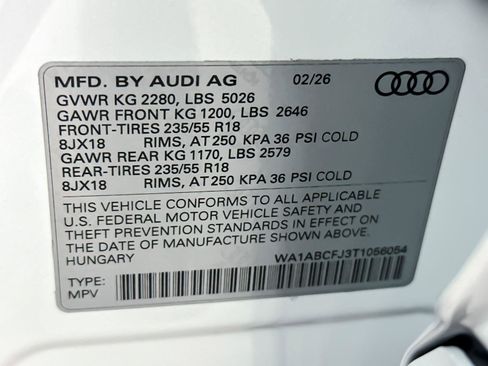 MFD. BY AUDI AG 02/26
GVWR KG 2280, LBS 5026
GAWR FRONT KG 1200, LBS 2646
FRONT-TIRES 235/55 R18
8JX18 RIMS, AT 250 KPA 36 PSI COLD
GAWR REAR KG 1170, LBS 2579
REAR-TIRES 235/55 R18
8JX18 RIMS, AT 250 KPA 36 PSI COLD
THIS VEHICLE CONFORMS TO ALL APPLICABLE
U.S. FEDERAL MOTOR VEHICLE SAFETY AND
THEFT PREVENTION STANDARDS IN EFFECT ON
THE DATE OF MANUFACTURE SHOWN ABOVE.
HUNGARY WA1ABCFJ3T1056054
TYPE:
MPV